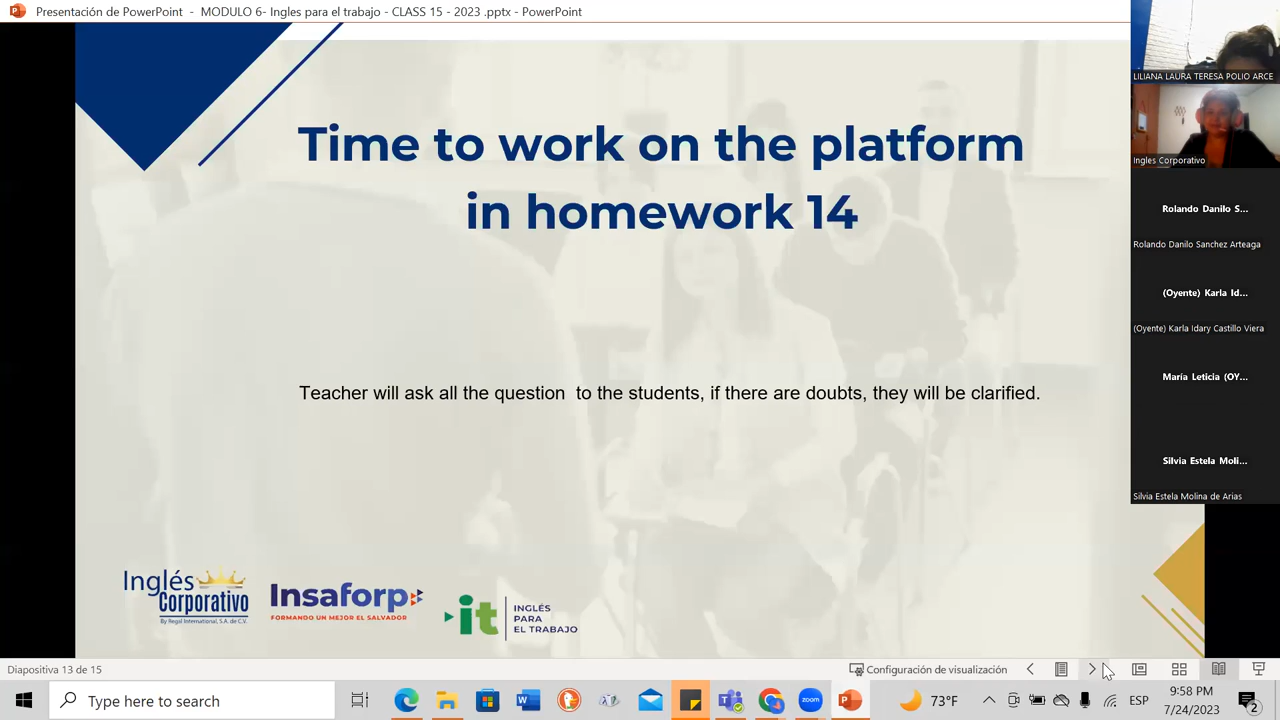 Presentación de PowerPoint - MODULO 6- Ingles para el trabajo - CLASS 15 - 2023 .pptx - PowerPoint
LILIANA LAURA TERESA POLIO ARCE
Ingles Corporativo
Rolando Danilo S...
Rolando Danilo Sanchez Arteaga
(Oyente) Karla Id...
(Oyente) Karla Idary Castillo Viera
María Leticia (OY...
Silvia Estela Moli...
Silvia Estela Molina de Arias
Time to work on the platform
in homework 14
Teacher will ask all the question  to the students, if there are doubts, they will be clarified.
Inglés
Corporativo
By Regal International, S.A. de C.V.
Insaforp
FORMANDO UN MEJOR EL SALVADOR
it
INGLÉS
PARA
EL TRABAJO
Diapositiva 13 de 15
Configuración de visualización
Type here to search
zoom
73°F
ESP
9:58 PM
7/24/2023
2